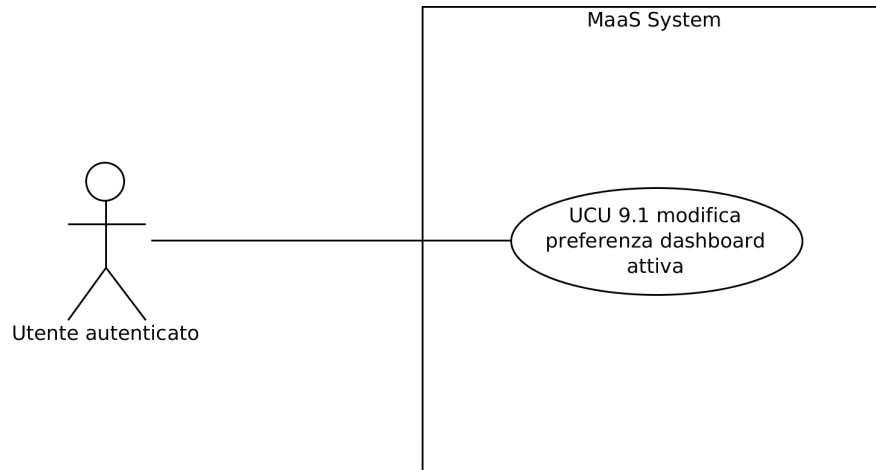 MaaS System
UCU 9.1 modifica
preferenza dashboard
attiva
Utente autenticato